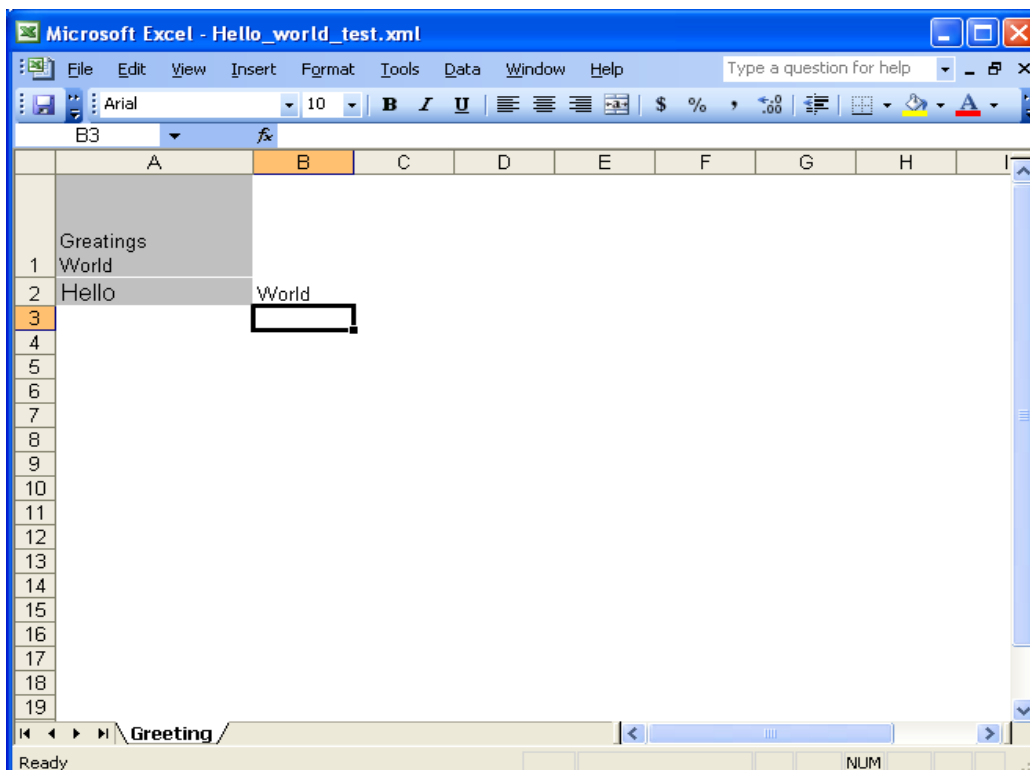 Microsoft Excel - Hello_world_test.xml
File Edit View Insert Format Tools Data Window Help Type a question for help
Arial 10 B I U $ % , .00 A
B3 fx
A B C D E F G H I
Greatings
1 World
2 Hello World
3
4
5
6
7
8
9
10
11
12
13
14
15
16
17
18
19
Greeting
Ready NUM